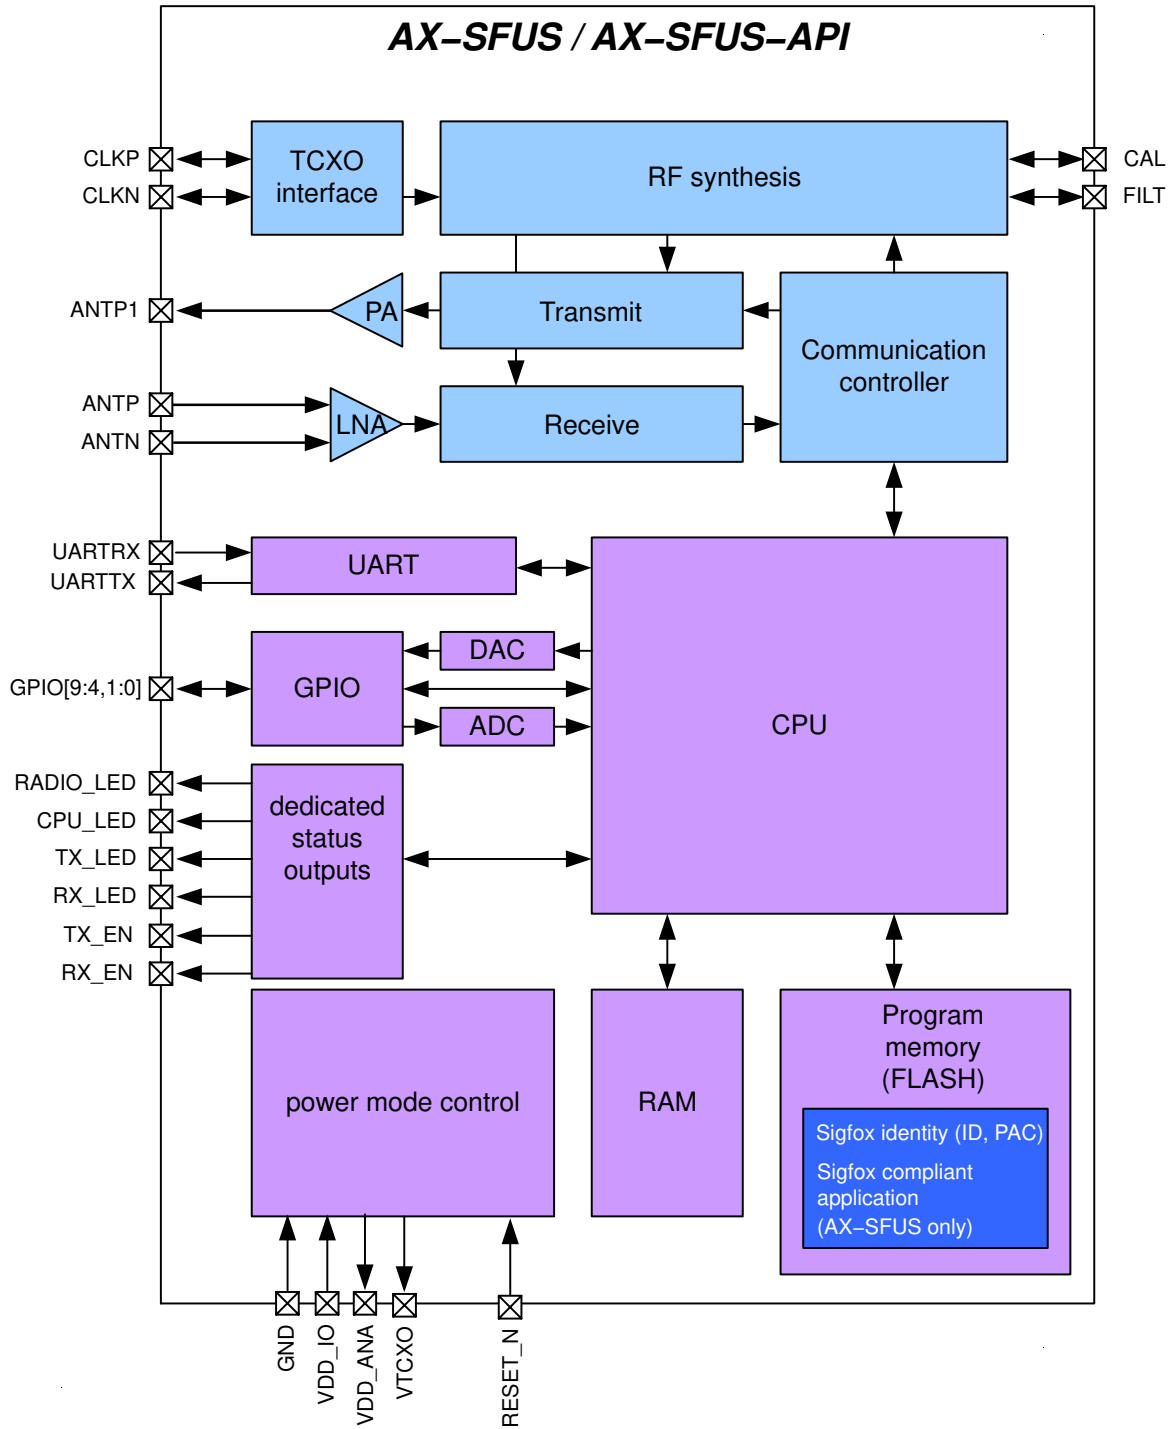 AX–SFUS / AX–SFUS–API
CLKP
CLKN
TCXO
interface
RF synthesis
CAL
FILT
ANTP1
PA
Transmit
Communication
controller
ANTP
ANTN
LNA
Receive
UARTRX
UARTTX
UART
DAC
GPIO[9:4,1:0]
GPIO
ADC
CPU
RADIO_LED
CPU_LED
TX_LED
RX_LED
TX_EN
RX_EN
dedicated
status
outputs
power mode control
RAM
Program
memory
(FLASH)
Sigfox identity (ID, PAC)
Sigfox compliant
application
(AX–SFUS only)
GND
VDD_IO
VDD_ANA
VTCXO
RESET_N